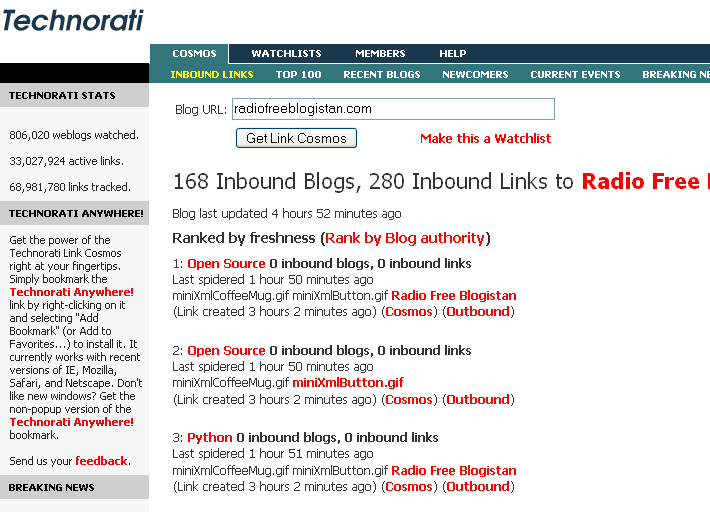 Technorati
COSMOS WATCHLISTS MEMBERS HELP
INBOUND LINKS TOP 100 RECENT BLOGS NEWCOMERS CURRENT EVENTS BREAKING
TECHNORATI STATS
806,020 weblogs watched.
33,027,924 active links.
68,981,780 links tracked.
TECHNORATI ANYWHERE!
Get the power of the
Technorati Link Cosmos
right at your fingertips.
Simply bookmark the
Technorati Anywhere!
link by right-clicking on it
and selecting "Add
Bookmark" (or Add to
Favorites...) to install it. It
currently works with recent
versions of IE, Mozilla,
Safari, and Netscape. Don't
like new windows? Get the
non-popup version of the
Technorati Anywhere!
bookmark.
Send us your feedback.
BREAKING NEWS
Blog URL: radiofreeblogistan.com
Get Link Cosmos Make this a Watchlist
168 Inbound Blogs, 280 Inbound Links to Radio Free
Blog last updated 4 hours 52 minutes ago
Ranked by freshness (Rank by Blog authority)
1: Open Source 0 inbound blogs, 0 inbound links
Last spidered 1 hour 50 minutes ago
miniXmlCoffeeMug.gif miniXmlButton.gif Radio Free Blogistan
(Link created 3 hours 2 minutes ago) (Cosmos) (Outbound)
2: Open Source 0 inbound blogs, 0 inbound links
Last spidered 1 hour 50 minutes ago
miniXmlCoffeeMug.gif miniXmlButton.gif
(Link created 3 hours 2 minutes ago) (Cosmos) (Outbound)
3: Python 0 inbound blogs, 0 inbound links
Last spidered 1 hour 51 minutes ago
miniXmlCoffeeMug.gif miniXmlButton.gif Radio Free Blogistan
(Link created 3 hours 2 minutes ago) (Cosmos) (Outbound)